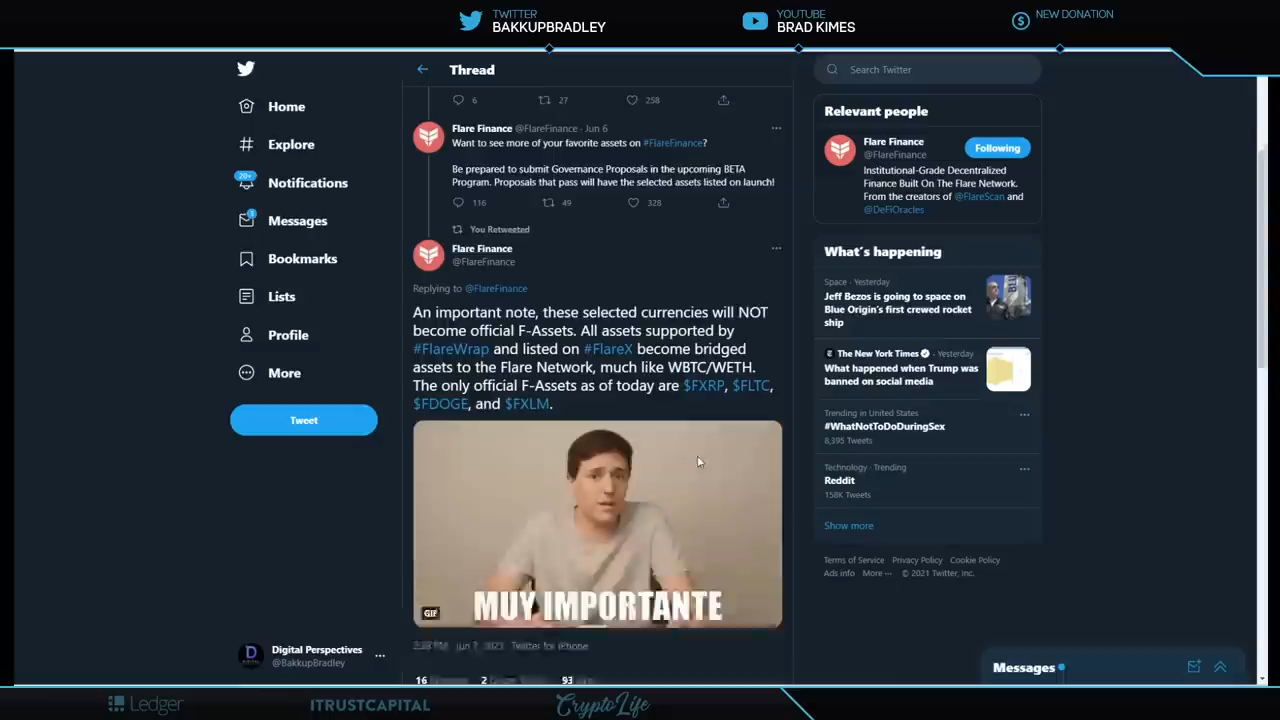 TWITTER
BAKKUPBRADLEY
YOUTUBE
BRAD KIMES
NEW DONATION
Home
Explore
20+
Notifications
Messages
Bookmarks
Lists
Profile
More
Tweet
Digital Perspectives
@BakkupBradley
Thread
6 27 258
Flare Finance @FlareFinance · Jun 6
Want to see more of your favorite assets on #FlareFinance?
Be prepared to submit Governance Proposals in the upcoming BETA
Program. Proposals that pass will have the selected assets listed on launch!
116 49 328
You Retweeted
Flare Finance
@FlareFinance
Replying to @FlareFinance
An important note, these selected currencies will NOT
become official F-Assets. All assets supported by
#FlareWrap and listed on #FlareX become bridged
assets to the Flare Network, much like WBTC/WETH.
The only official F-Assets as of today are $FXRP, $FLTC,
$FDOGE, and $FXLM.
GIF
MUY IMPORTANTE
Twitter for iPhone
16 2 93
Search Twitter
Relevant people
Flare Finance
@FlareFinance
Following
Institutional-Grade Decentralized
Finance Built On The Flare Network.
From the creators of @FlareScan and
@DeFiOracles
What's happening
Space · Yesterday
Jeff Bezos is going to space on
Blue Origin's first crewed rocket
ship
The New York Times · Yesterday
What happened when Trump was
banned on social media
Trending in United States
#WhatNotToDoDuringSex
8,395 Tweets
Technology · Trending
Reddit
158K Tweets
Show more
Terms of Service Privacy Policy Cookie Policy
Ads info More ··· © 2021 Twitter, Inc.
Messages
Ledger
ITRUSTCAPITAL
CryptoLife